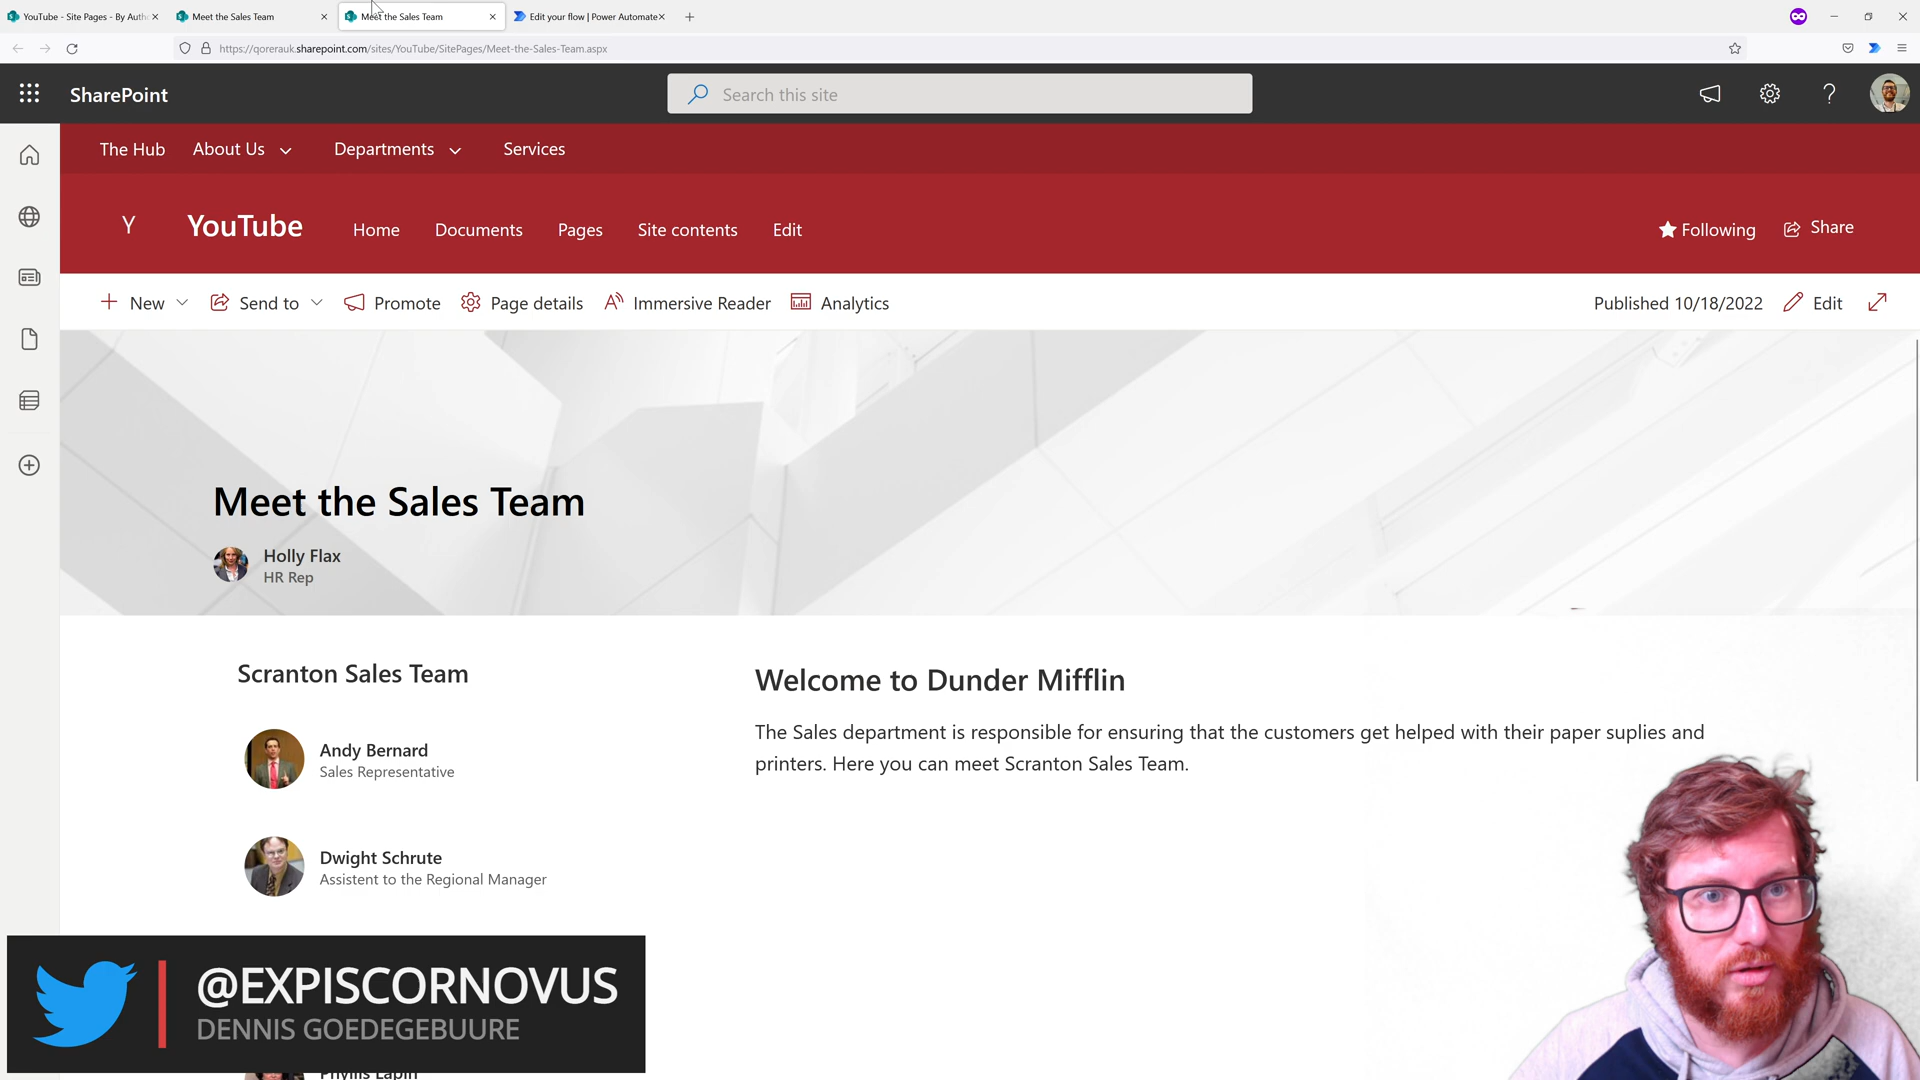 YouTube - Site Pages - By Autho
Meet the Sales Team
Meet the Sales Team
Edit your flow | Power Automate
https://qorerauk.sharepoint.com/sites/YouTube/SitePages/Meet-the-Sales-Team.aspx
SharePoint
Search this site
The Hub
About Us
Departments
Services
Y
YouTube
Home
Documents
Pages
Site contents
Edit
Following
Share
New
Send to
Promote
Page details
Immersive Reader
Analytics
Published 10/18/2022
Edit
Meet the Sales Team
Holly Flax
HR Rep
Scranton Sales Team
Andy Bernard
Sales Representative
Dwight Schrute
Assistent to the Regional Manager
Phyllis Lapin
Welcome to Dunder Mifflin
The Sales department is responsible for ensuring that the customers get helped with their paper suplies and
printers. Here you can meet Scranton Sales Team.
@EXPISCORNOVUS
DENNIS GOEDEGEBUURE